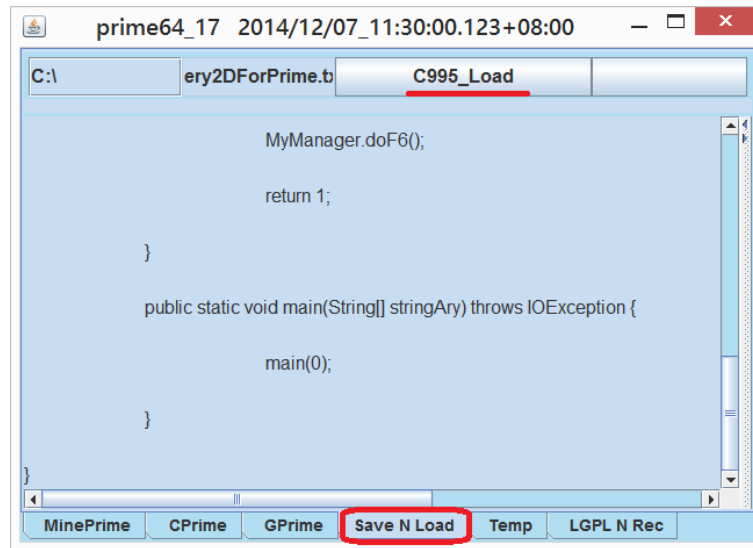 prime64_17 2014/12/07_11:30:00.123+08:00
C:\ ery2DForPrime.t C995_Load
MyManager.doF6();
return 1;
}
public static void main(String[] stringAry) throws IOException {
main(0);
}
}
MinePrime CPrime GPrime Save N Load Temp LGPL N Rec